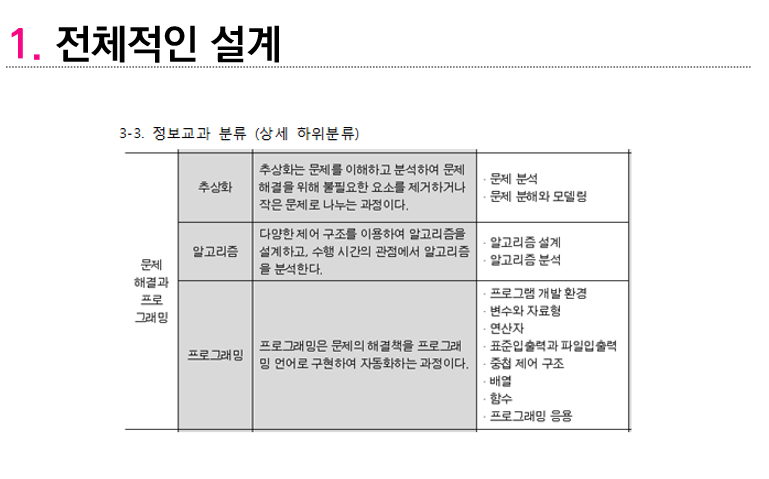 1. 전체적인 설계
3-3. 정보교과 분류 (상세 하위분류)
문제
해결과
프로
그래밍
추상화
추상화는 문제를 이해하고 분석하여 문제
해결을 위해 불필요한 요소를 제거하거나
작은 문제로 나누는 과정이다.
· 문제 분석
· 문제 분해와 모델링
알고리즘
다양한 제어 구조를 이용하여 알고리즘을
설계하고, 수행 시간의 관점에서 알고리즘
을 분석한다.
· 알고리즘 설계
· 알고리즘 분석
프로그래밍
프로그래밍은 문제의 해결책을 프로그래
밍 언어로 구현하여 자동화하는 과정이다.
· 프로그램 개발 환경
· 변수와 자료형
· 연산자
· 표준입출력과 파일입출력
· 중첩 제어 구조
· 배열
· 함수
· 프로그래밍 응용